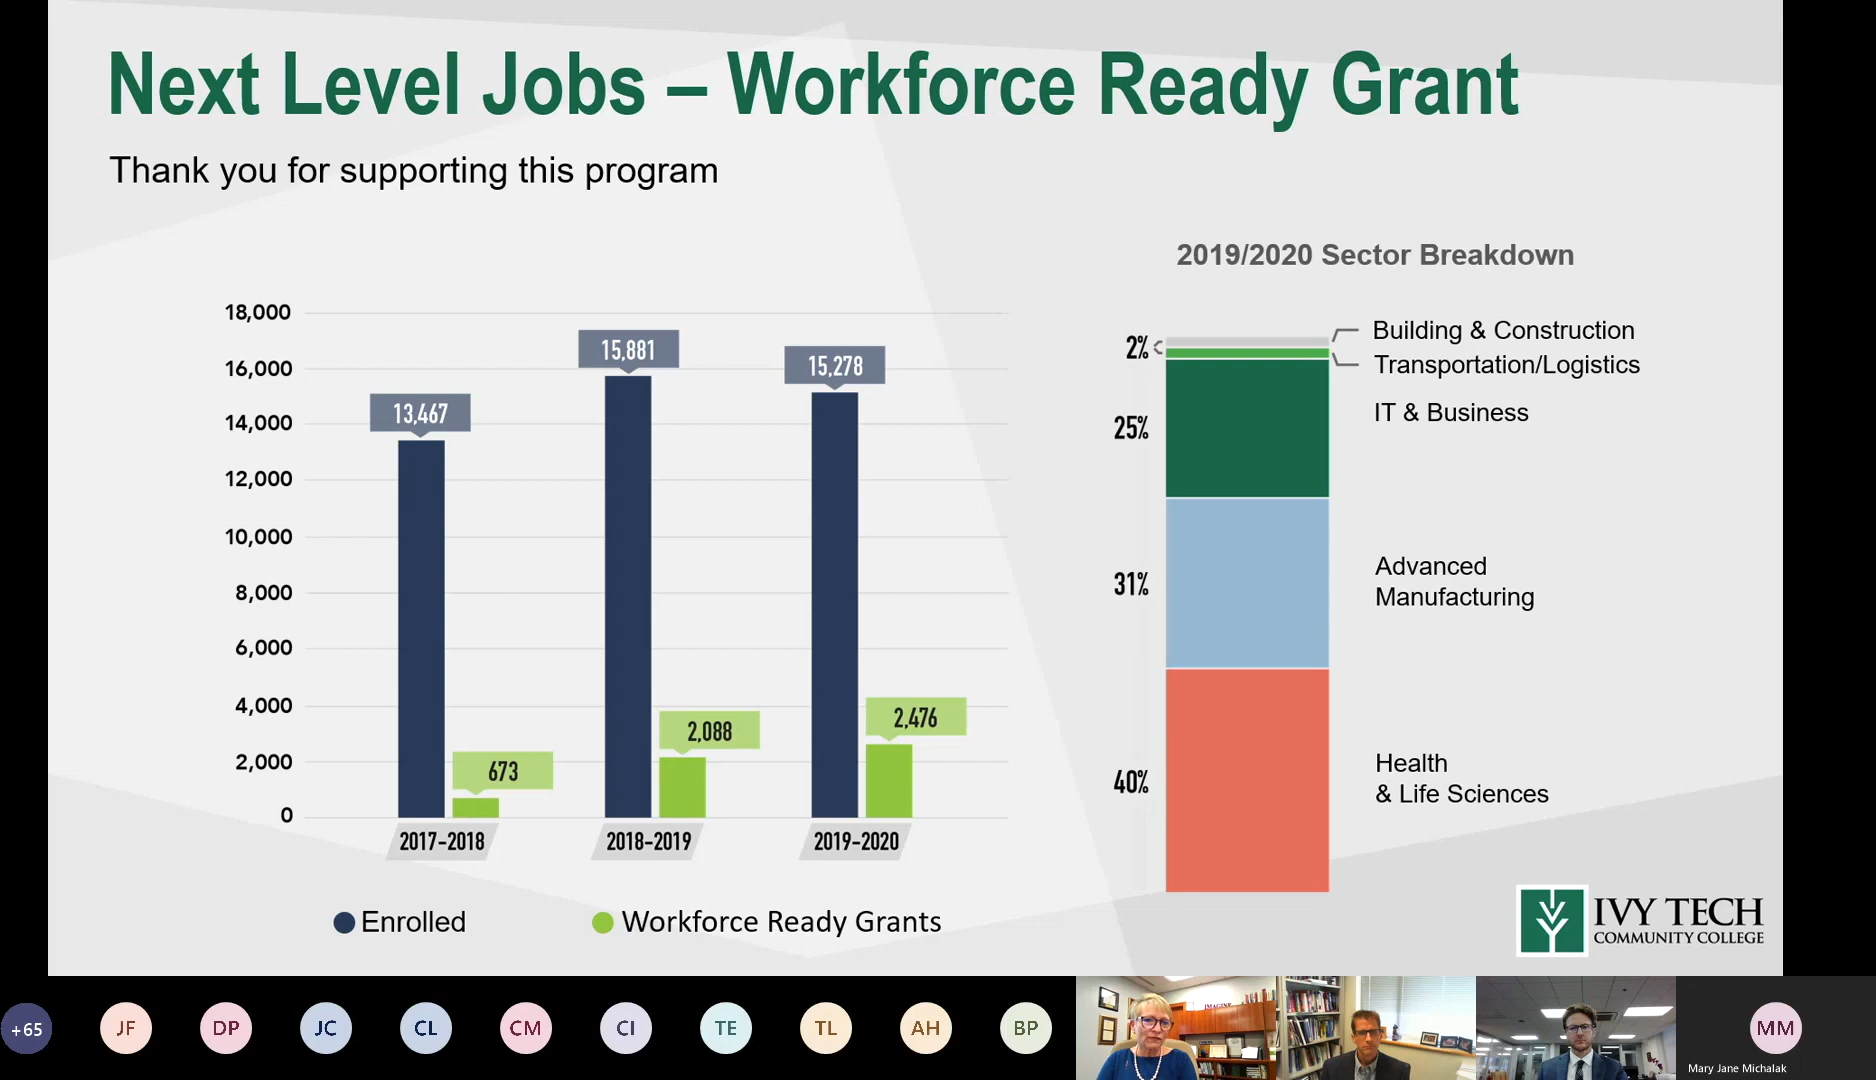 Next Level Jobs – Workforce Ready Grant
Thank you for supporting this program
18,000
16,000
14,000
12,000
10,000
8,000
6,000
4,000
2,000
0
13,467
673
15,881
2,088
15,278
2,476
2017-2018
2018-2019
2019-2020
Enrolled
Workforce Ready Grants
2019/2020 Sector Breakdown
2%
25%
31%
40%
Building & Construction
Transportation/Logistics
IT & Business
Advanced
Manufacturing
Health
& Life Sciences
IVY TECH
COMMUNITY COLLEGE
+65
JF
DP
JC
CL
CM
CI
TE
TL
AH
BP
IMAGINE
MM
Mary Jane Michalak